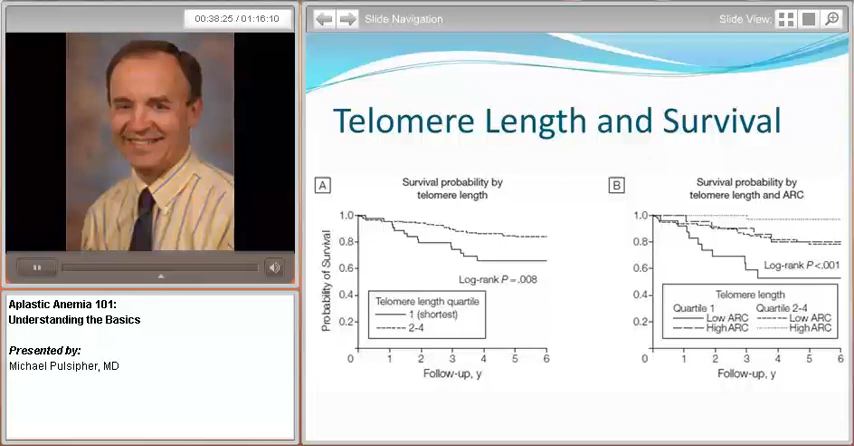 00:38:25 / 01:16:10
Slide Navigation
Slide View:
Aplastic Anemia 101:
Understanding the Basics
Presented by:
Michael Pulsipher, MD
Telomere Length and Survival
A
Survival probability by
telomere length
Probability of Survival
1.0
0.8
0.6
0.4
0.2
0 1 2 3 4 5 6
Follow-up, y
Log-rank P=.008
Telomere length quartile
1 (shortest)
2-4
B
Survival probability by
telomere length and ARC
1.0
0.8
0.6
0.4
0.2
0 1 2 3 4 5 6
Follow-up, y
Log-rank P<.001
Telomere length
Quartile 1 Quartile 2-4
Low ARC Low ARC
High ARC High ARC